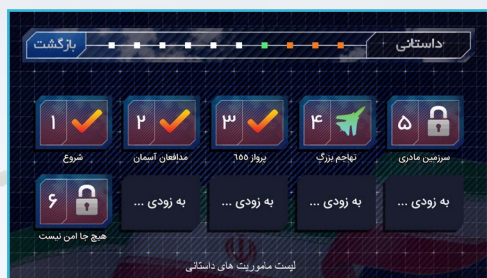 داستانی
بازگشت
۱
۲
۳
۴
۵
شروع
مدافعان آسمان
پرواز ٦٥٥
تهاجم بزرگ
سرزمین مادری
۶
به زودی ...
به زودی ...
به زودی ...
به زودی ...
هیچ جا امن نیست
لیست ماموریت های داستانی